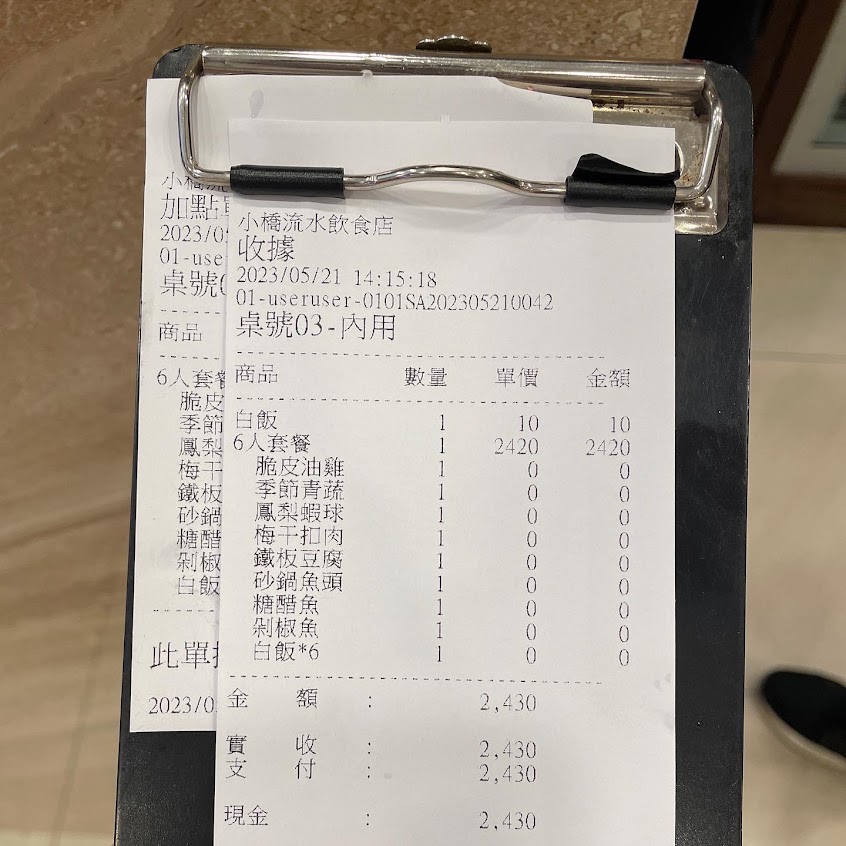 小橋流
加點單
2023/05
01-use
桌號0
商品
6人套餐
脆皮
季節
鳳梨
梅干
鐵板
砂鍋
糖醋
剁椒
白飯
此單
2023/0
小橋流水飲食店
收據
2023/05/21 14:15:18
01-useruser-0101SA202305210042
桌號03-內用
商品 數量 單價 金額
白飯 1 10 10
6人套餐 1 2420 2420
脆皮油雞 1 0 0
季節青蔬 1 0 0
鳳梨蝦球 1 0 0
梅干扣肉 1 0 0
鐵板豆腐 1 0 0
砂鍋魚頭 1 0 0
糖醋魚 1 0 0
剁椒魚 1 0 0
白飯*6 1 0 0
金額: 2,430
實收: 2,430
支付: 2,430
現金: 2,430